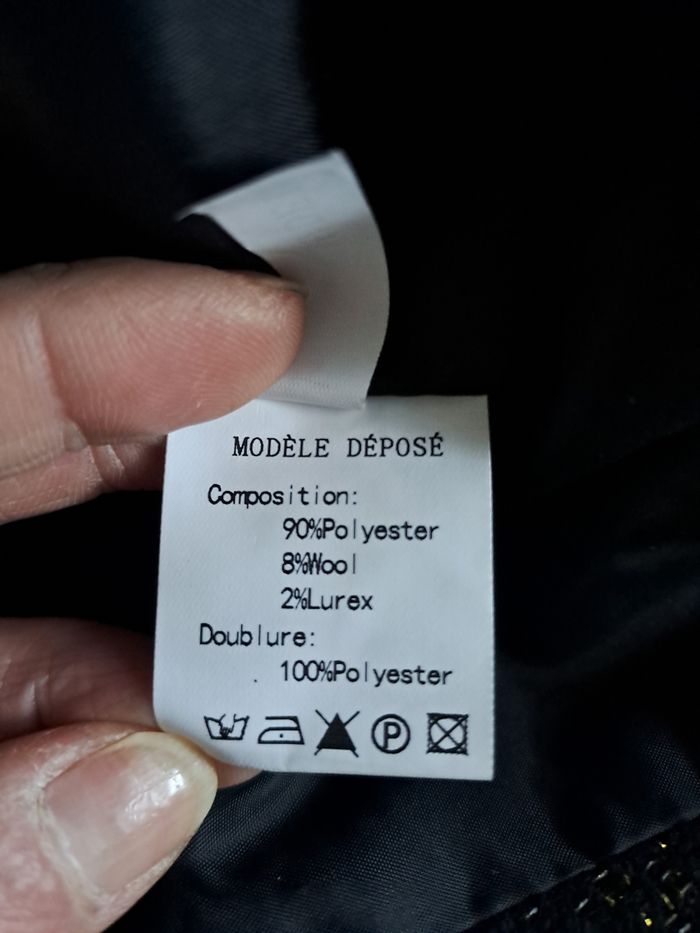 MODÈLE DÉPOSÉ
Composition:
90%Polyester
8%Wool
2%Lurex
Doublure:
100%Polyester
P